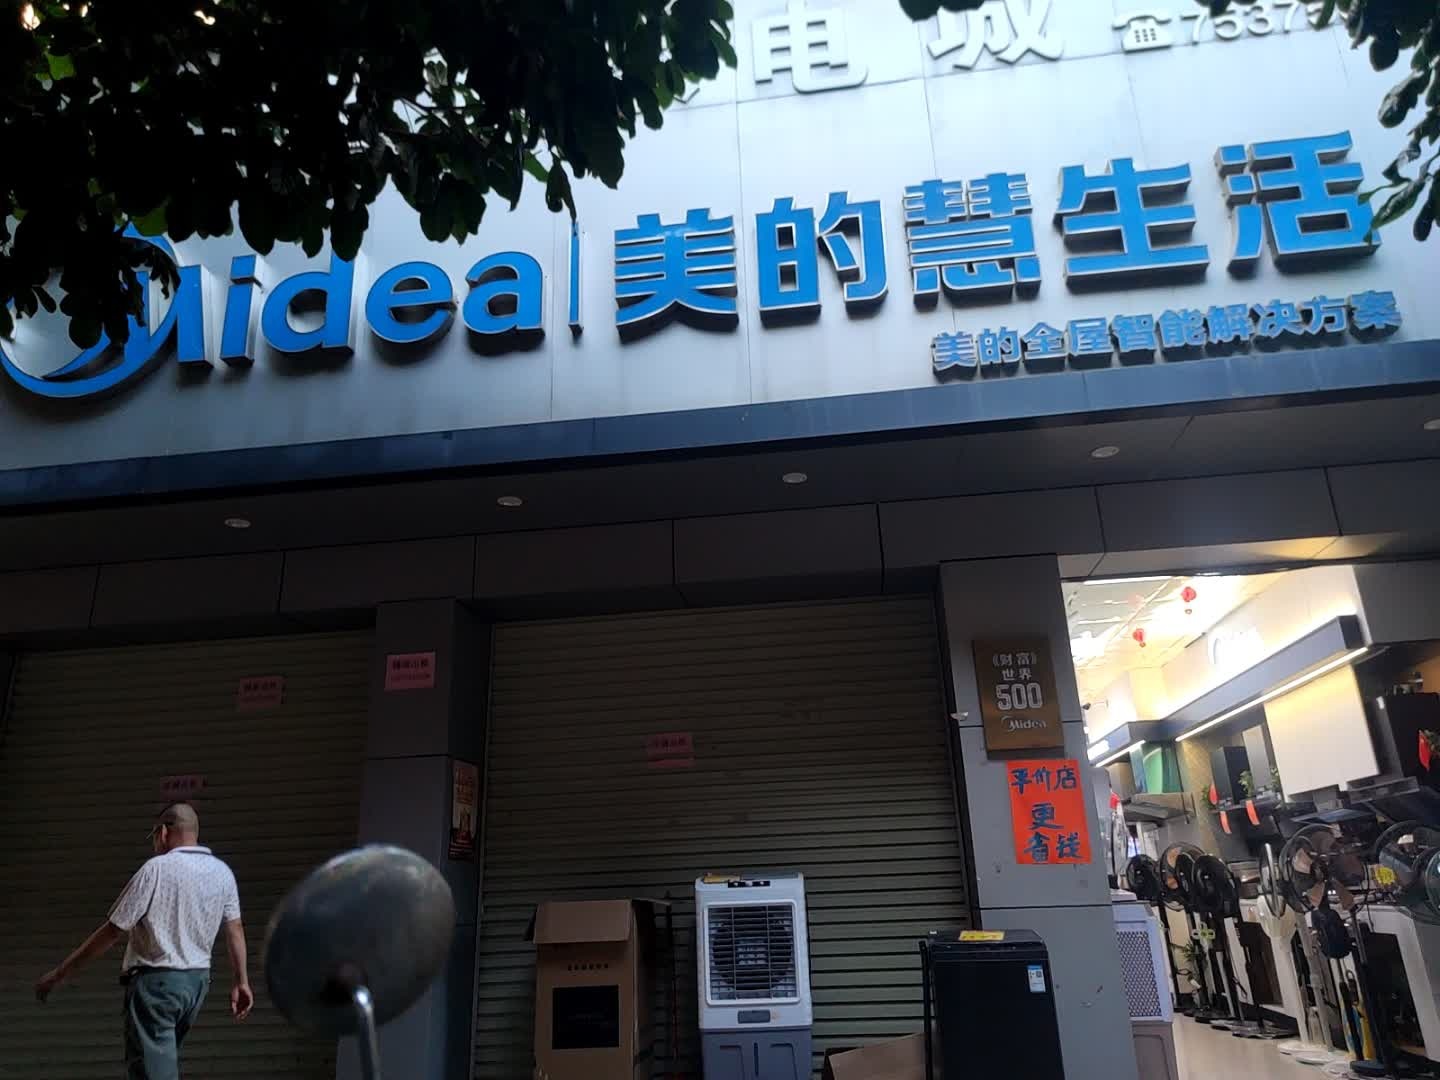 电城 ☎75375
Midea 美的慧生活
美的全屋智能解决方案
《财富》
世界
500
Midea
平价店
更
省钱